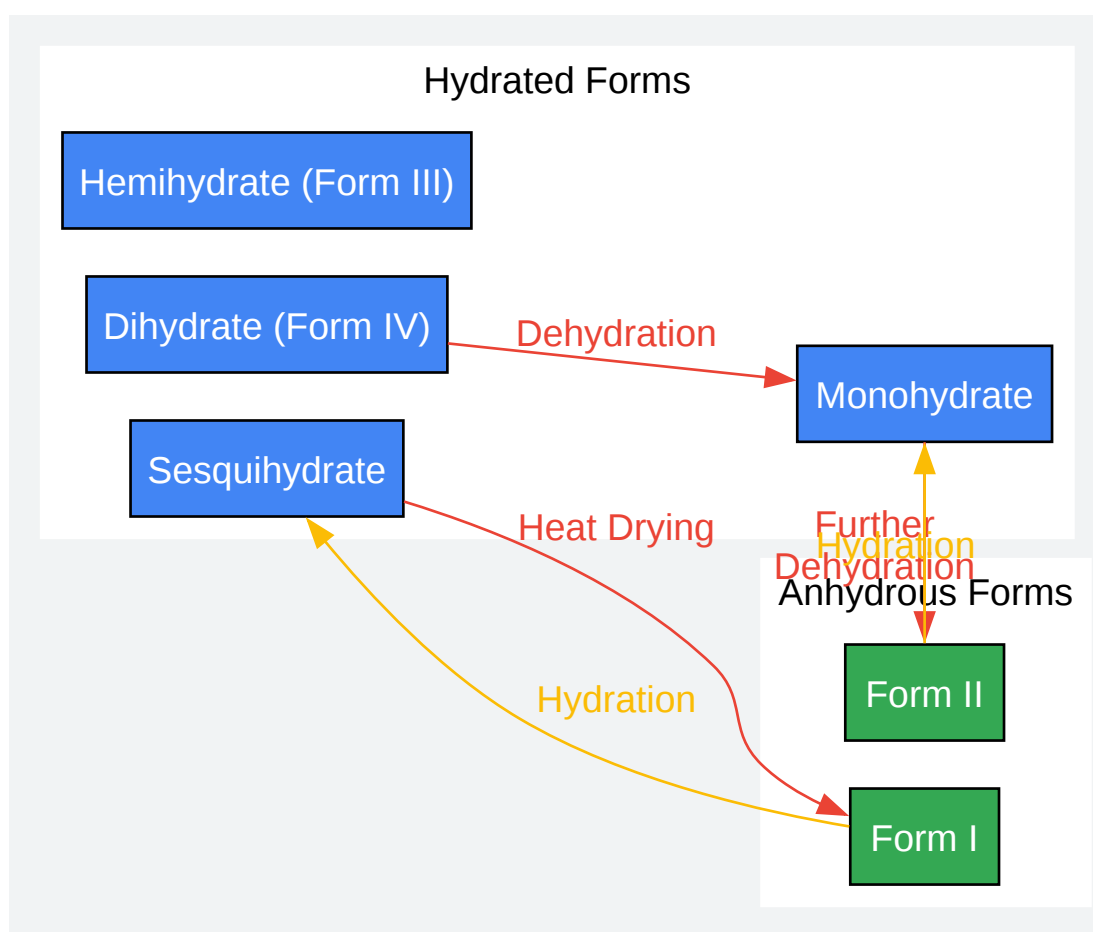 Hydrated Forms
Hemihydrate (Form III)
Dihydrate (Form IV)
Dehydration
Monohydrate
Sesquihydrate
Heat Drying
Further
Dehydration
Hydration
Anhydrous Forms
Form II
Hydration
Form I